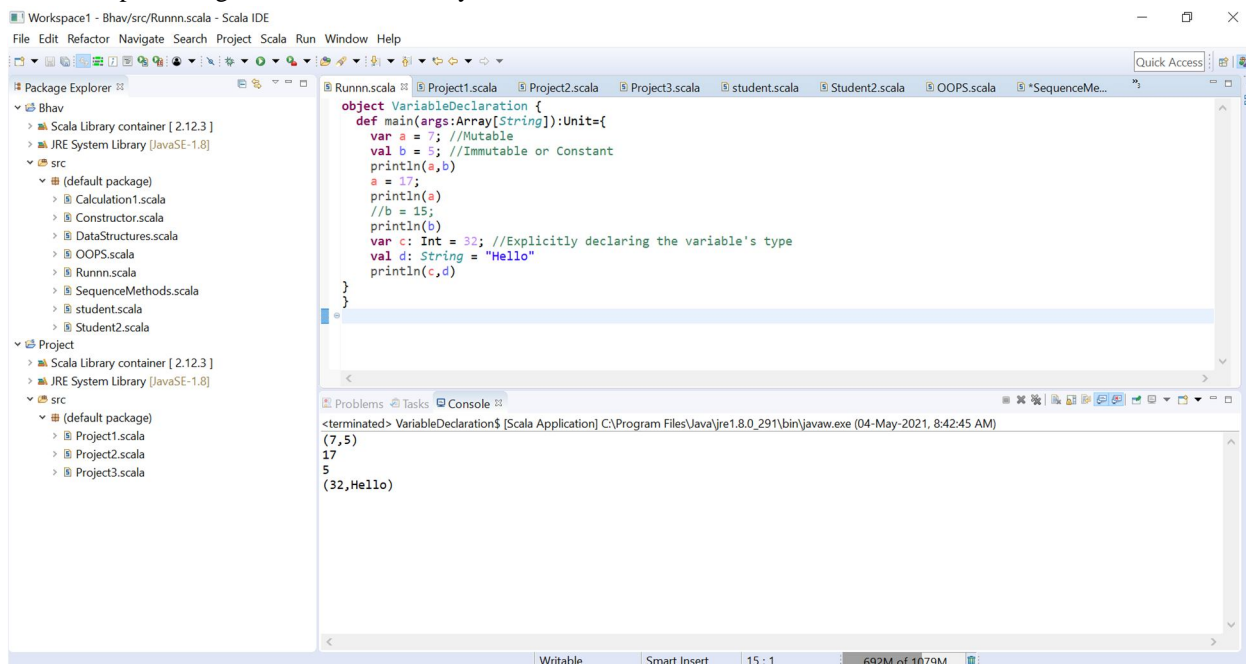 Workspace1 - Bhav/src/Runnn.scala - Scala IDE
File Edit Refactor Navigate Search Project Scala Run Window Help
Quick Access
Package Explorer
Bhav
Scala Library container [ 2.12.3 ]
JRE System Library [JavaSE-1.8]
src
(default package)
Calculation1.scala
Constructor.scala
DataStructures.scala
OOPS.scala
Runnn.scala
SequenceMethods.scala
student.scala
Student2.scala
Project
Scala Library container [ 2.12.3 ]
JRE System Library [JavaSE-1.8]
src
(default package)
Project1.scala
Project2.scala
Project3.scala
Runnn.scala Project1.scala Project2.scala Project3.scala student.scala Student2.scala OOPS.scala *SequenceMe...
object VariableDeclaration {
def main(args:Array[String]):Unit={
var a = 7; //Mutable
val b = 5; //Immutable or Constant
println(a,b)
a = 17;
println(a)
//b = 15;
println(b)
var c: Int = 32; //Explicitly declaring the variable's type
val d: String = "Hello"
println(c,d)
}
}
Problems Tasks Console
<terminated> VariableDeclaration$ [Scala Application] C:\Program Files\Java\jre1.8.0_291\bin\javaw.exe (04-May-2021, 8:42:45 AM)
(7,5)
17
5
(32,Hello)
Writable Smart Insert 15 : 1 692M of 1079M